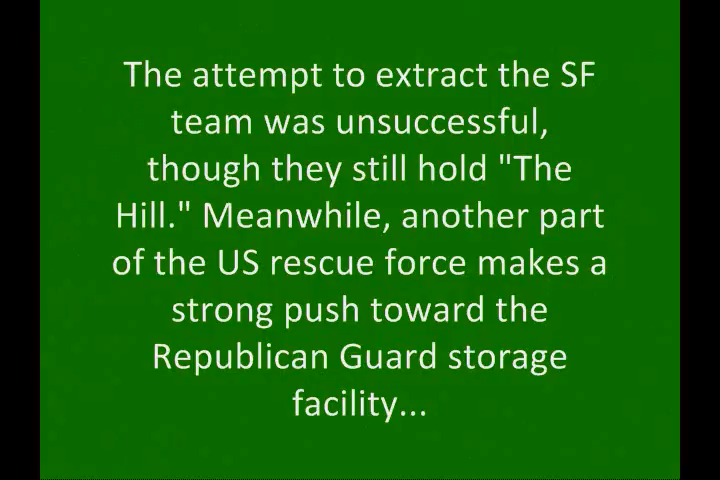 The attempt to extract the SF
team was unsuccessful,
though they still hold "The
Hill." Meanwhile, another part
of the US rescue force makes a
strong push toward the
Republican Guard storage
facility...